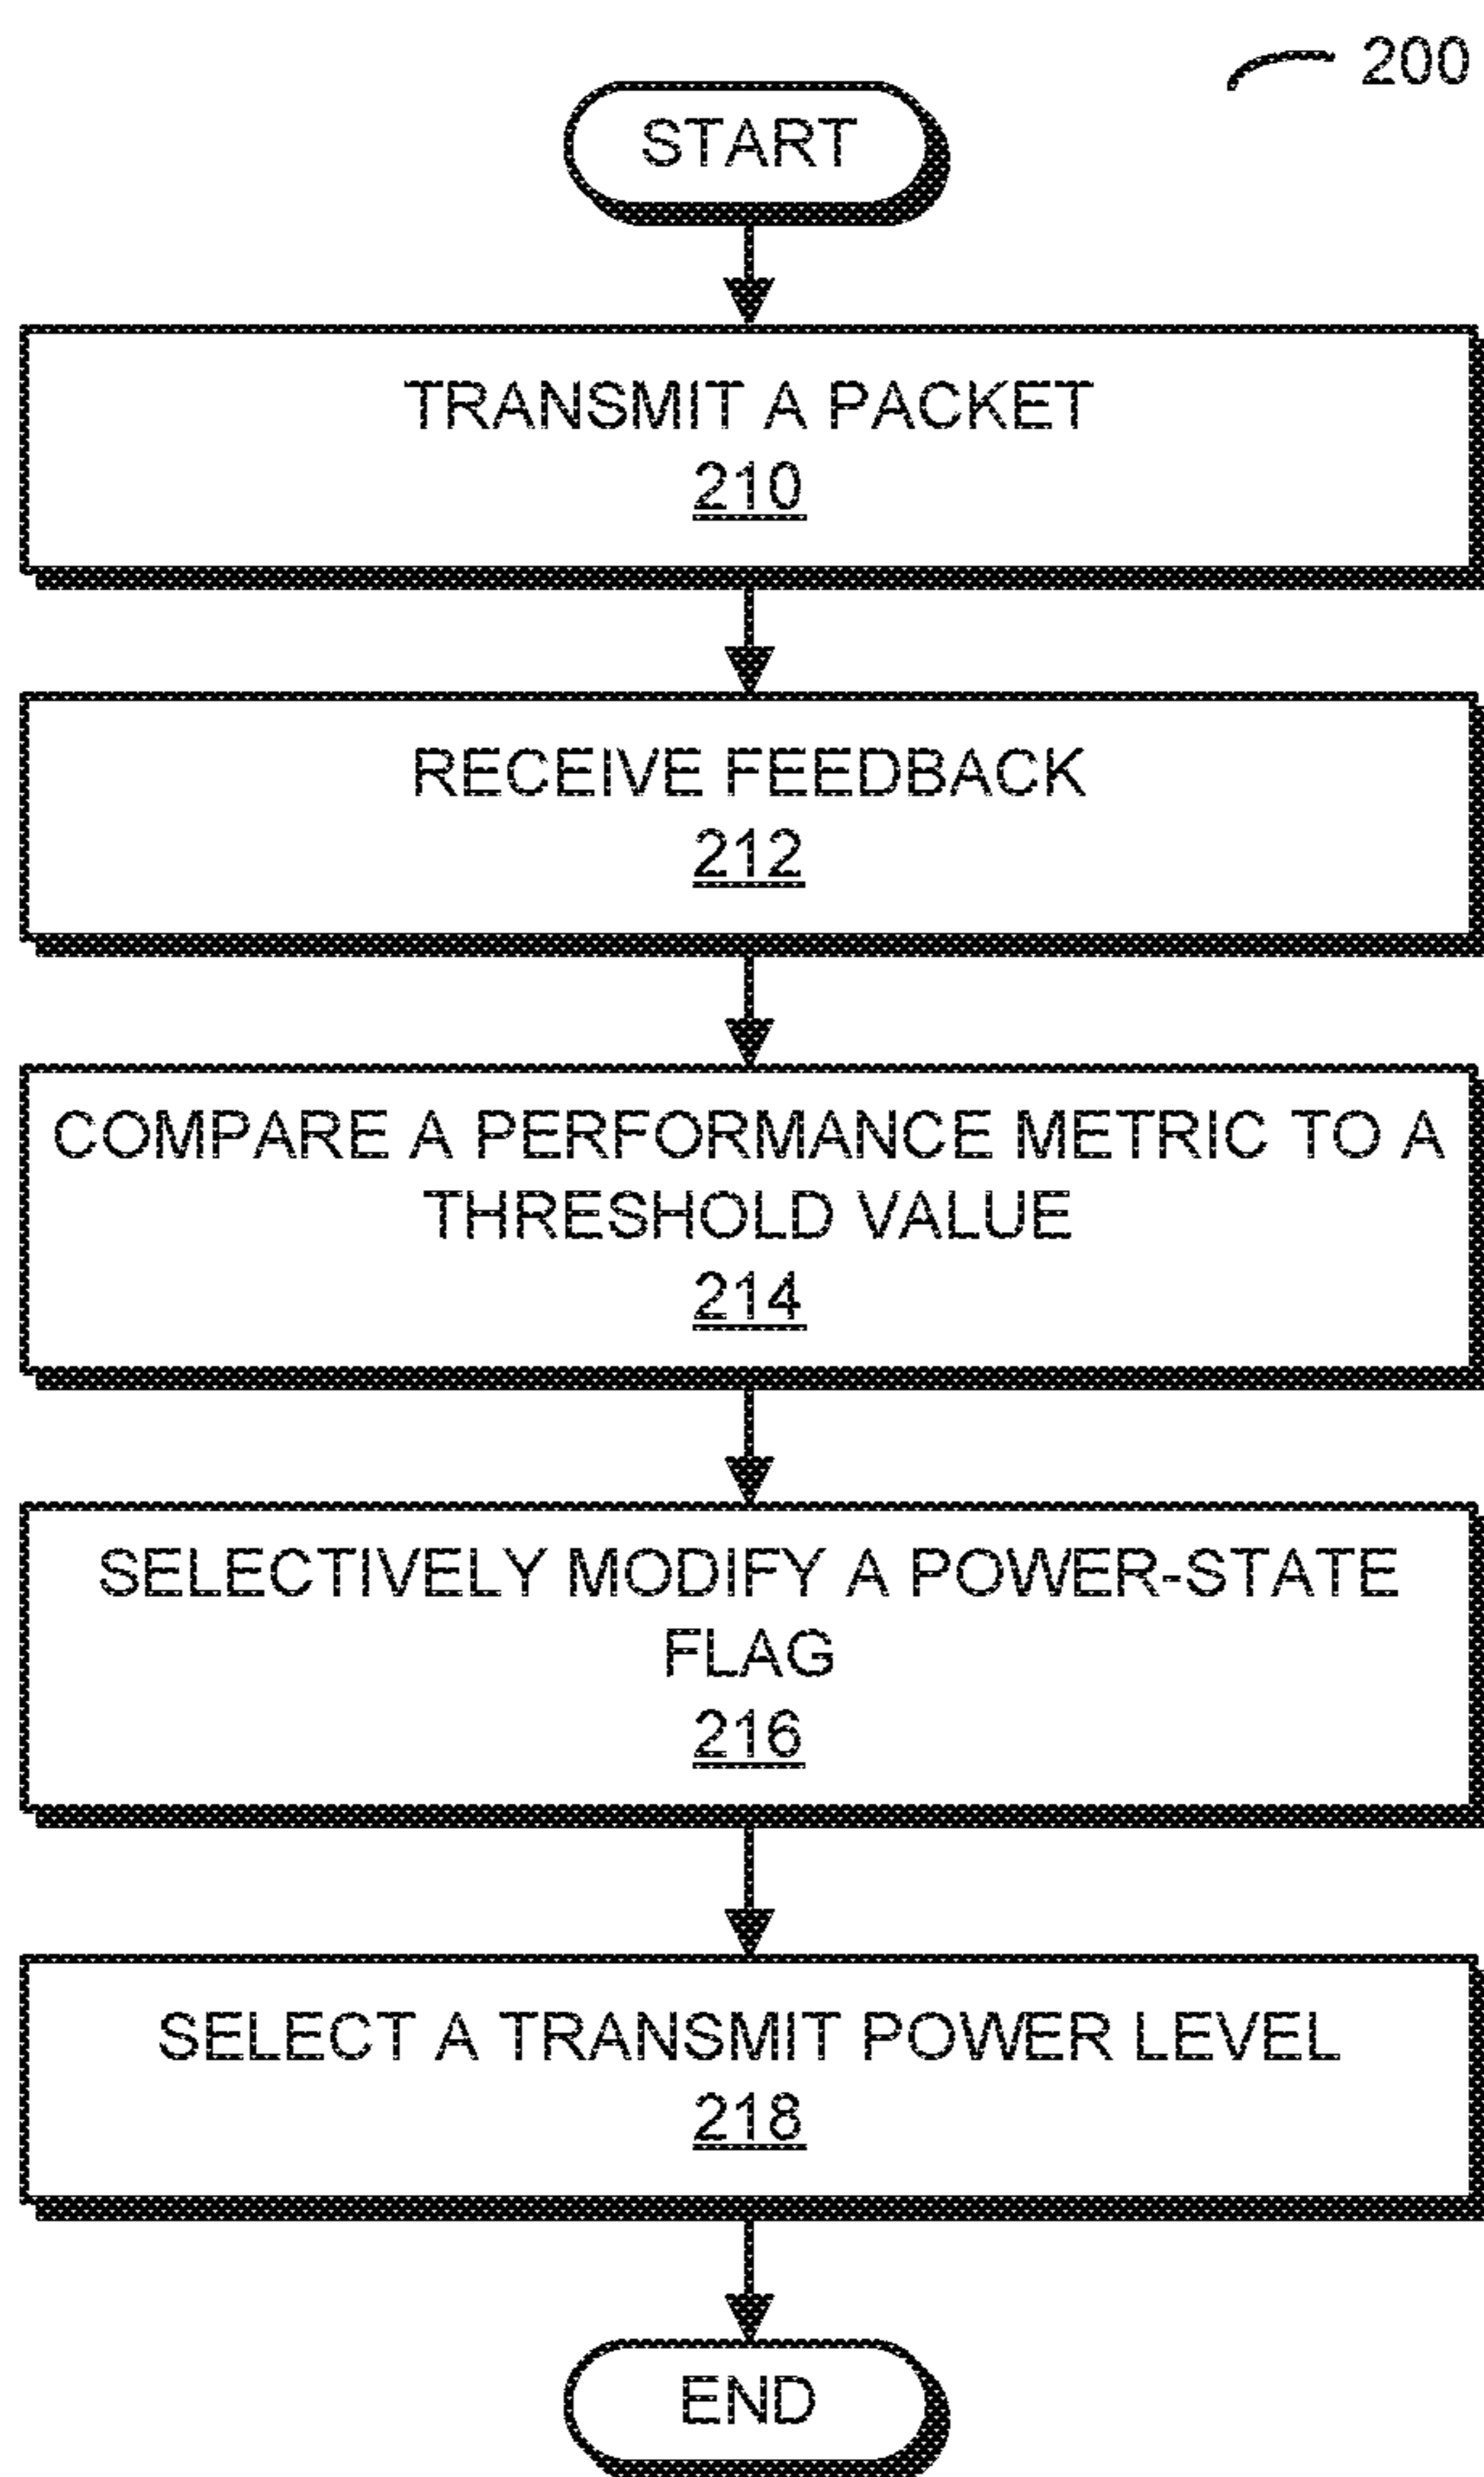 200
START
TRANSMIT A PACKET
210
RECEIVE FEEDBACK
212
COMPARE A PERFORMANCE METRIC TO A
THRESHOLD VALUE
214
SELECTIVELY MODIFY A POWER-STATE
FLAG
216
SELECT A TRANSMIT POWER LEVEL
218
END